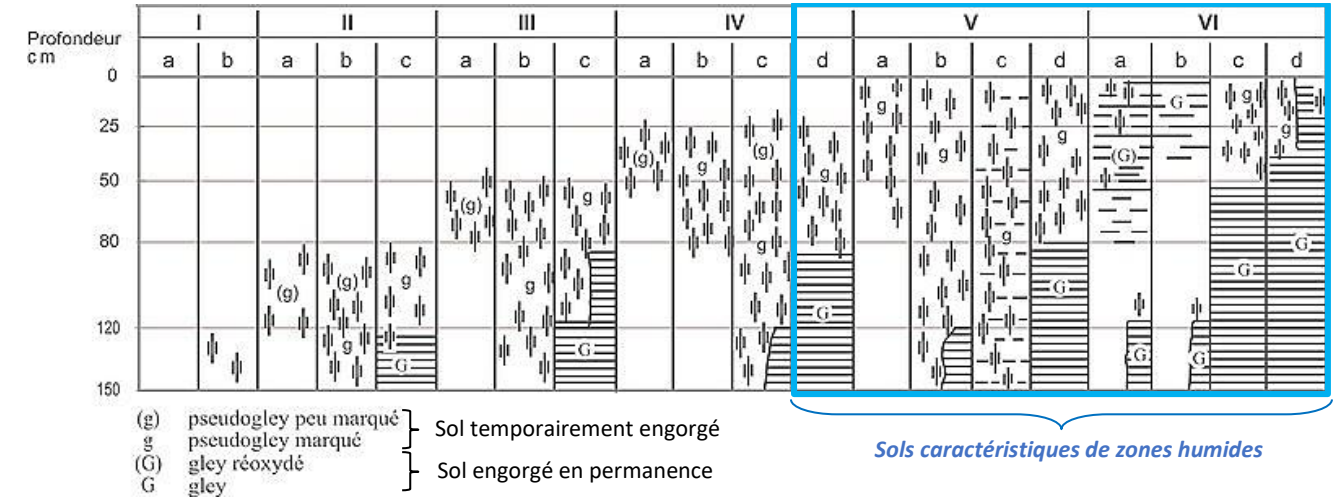 I II III IV V VI
Profondeur
cm
a b a b c a b c a b c d a b c d a b c d
0
g g G g
25
(g) (g) g g g (G) g
g g
50
(g) g
g g G
80
(g) (g) g g G G
120
g G G G G G
150
(g) pseudogley peu marqué
g pseudogley marqué
Sol temporairement engorgé
(G) gley réoxydé
G gley
Sol engorgé en permanence
Sols caractéristiques de zones humides